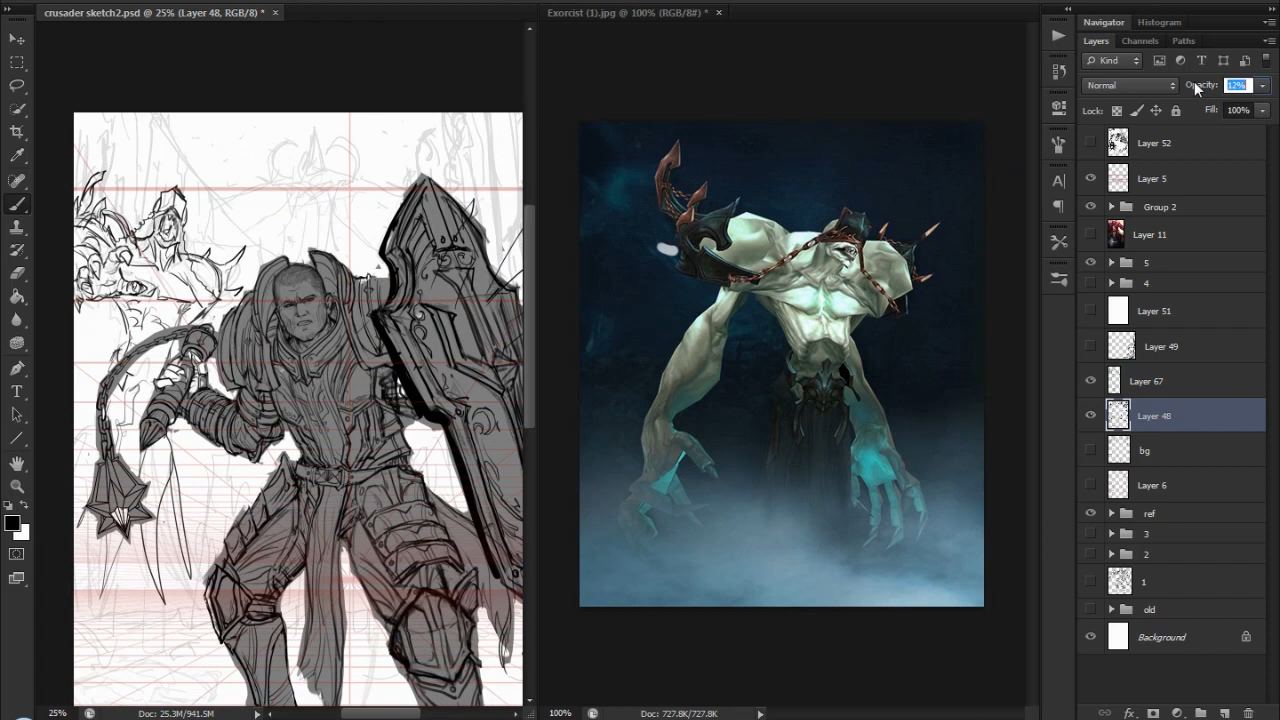 crusader sketch2.psd @ 25% (Layer 48, RGB/8) * ×
Exorcist (1).jpg @ 100% (RGB/8#) * ×
Navigator Histogram
Layers Channels Paths
Kind
Normal Opacity: 12%
Lock: Fill: 100%
Layer 52
Layer 5
Group 2
Layer 11
5
4
Layer 51
Layer 49
Layer 67
Layer 48
bg
Layer 6
ref
3
2
1
old
Background
25% Doc: 25.3M/941.5M
100% Doc: 727.8K/727.8K